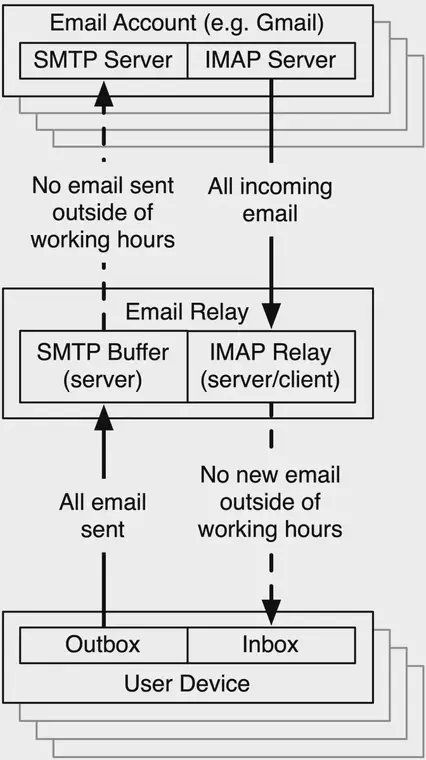 Email Account (e.g. Gmail)
SMTP Server
IMAP Server
No email sent
outside of
working hours
All incoming
email
Email Relay
SMTP Buffer
(server)
IMAP Relay
(server/client)
All email
sent
No new email
outside of
working hours
Outbox
Inbox
User Device